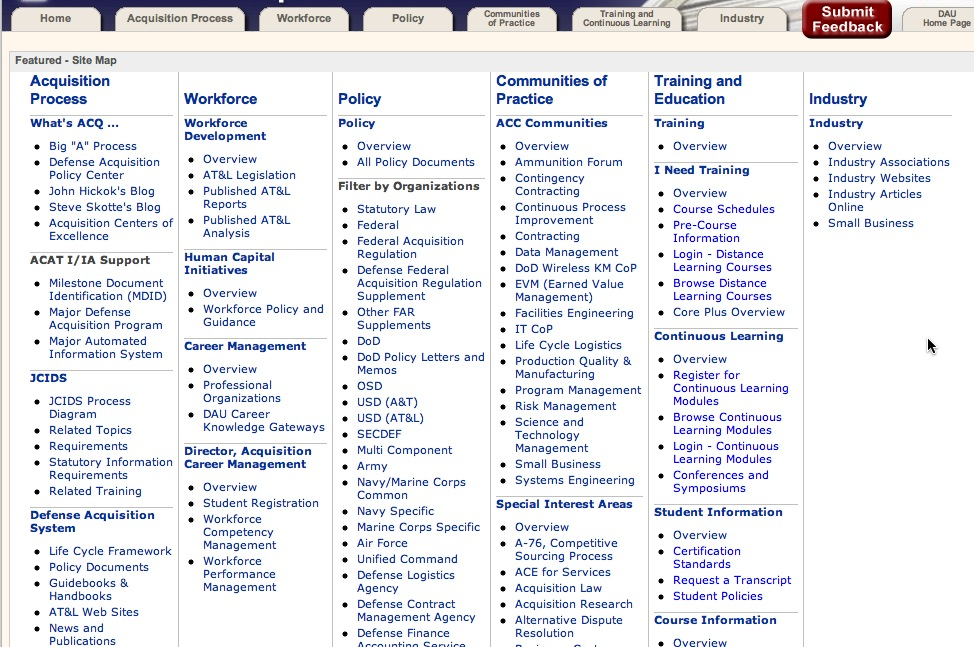 Home
Acquisition Process
Workforce
Policy
Communities
of Practice
Training and
Continuous Learning
Industry
Submit
Feedback
DAU
Home Page
Featured - Site Map
Acquisition
Process
What's ACQ ...
Big "A" Process
Defense Acquisition
Policy Center
John Hickok's Blog
Steve Skotte's Blog
Acquisition Centers of
Excellence
ACAT I/IA Support
Milestone Document
Identification (MDID)
Major Defense
Acquisition Program
Major Automated
Information System
JCIDS
JCIDS Process
Diagram
Related Topics
Requirements
Statutory Information
Requirements
Related Training
Defense Acquisition
System
Life Cycle Framework
Policy Documents
Guidebooks &
Handbooks
AT&L Web Sites
News and
Publications
Workforce
Workforce
Development
Overview
AT&L Legislation
Published AT&L
Reports
Published AT&L
Analysis
Human Capital
Initiatives
Overview
Workforce Policy and
Guidance
Career Management
Overview
Professional
Organizations
DAU Career
Knowledge Gateways
Director, Acquisition
Career Management
Overview
Student Registration
Workforce
Competency
Management
Workforce
Performance
Management
Policy
Policy
Overview
All Policy Documents
Filter by Organizations
Statutory Law
Federal
Federal Acquisition
Regulation
Defense Federal
Acquisition Regulation
Supplement
Other FAR
Supplements
DoD
DoD Policy Letters and
Memos
OSD
USD (A&T)
USD (AT&L)
SECDEF
Multi Component
Army
Navy/Marine Corps
Common
Navy Specific
Marine Corps Specific
Air Force
Unified Command
Defense Logistics
Agency
Defense Contract
Management Agency
Defense Finance
Accounting Service
Communities of
Practice
ACC Communities
Overview
Ammunition Forum
Contingency
Contracting
Continuous Process
Improvement
Contracting
Data Management
DoD Wireless KM CoP
EVM (Earned Value
Management)
Facilities Engineering
IT CoP
Life Cycle Logistics
Production Quality &
Manufacturing
Program Management
Risk Management
Science and
Technology
Management
Small Business
Systems Engineering
Special Interest Areas
Overview
A-76, Competitive
Sourcing Process
ACE for Services
Acquisition Law
Acquisition Research
Alternative Dispute
Resolution
Training and
Education
Training
Overview
I Need Training
Overview
Course Schedules
Pre-Course
Information
Login - Distance
Learning Courses
Browse Distance
Learning Courses
Core Plus Overview
Continuous Learning
Overview
Register for
Continuous Learning
Modules
Browse Continuous
Learning Modules
Login - Continuous
Learning Modules
Conferences and
Symposiums
Student Information
Overview
Certification
Standards
Request a Transcript
Student Policies
Course Information
Overview
Industry
Industry
Overview
Industry Associations
Industry Websites
Industry Articles
Online
Small Business